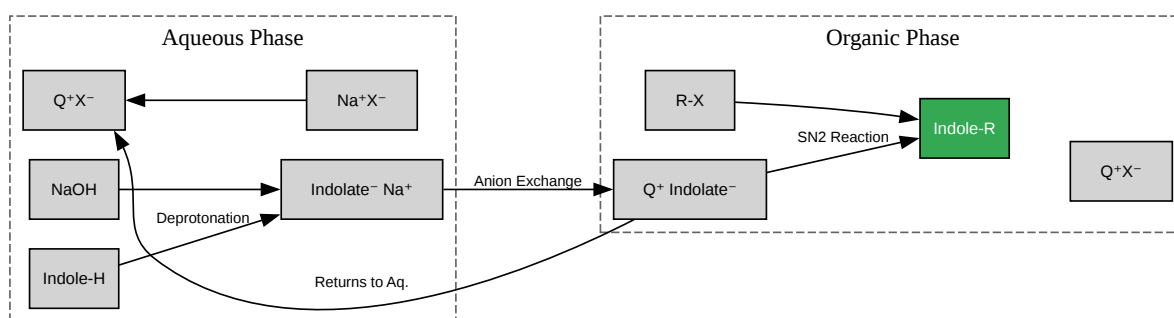 Aqueous Phase
Organic Phase
Q⁺X⁻
Na⁺X⁻
R-X
Indole-R
SN2 Reaction
Q⁺X⁻
NaOH
Indolate⁻ Na⁺
Anion Exchange
Q⁺ Indolate⁻
Deprotonation
Indole-H
Returns to Aq.